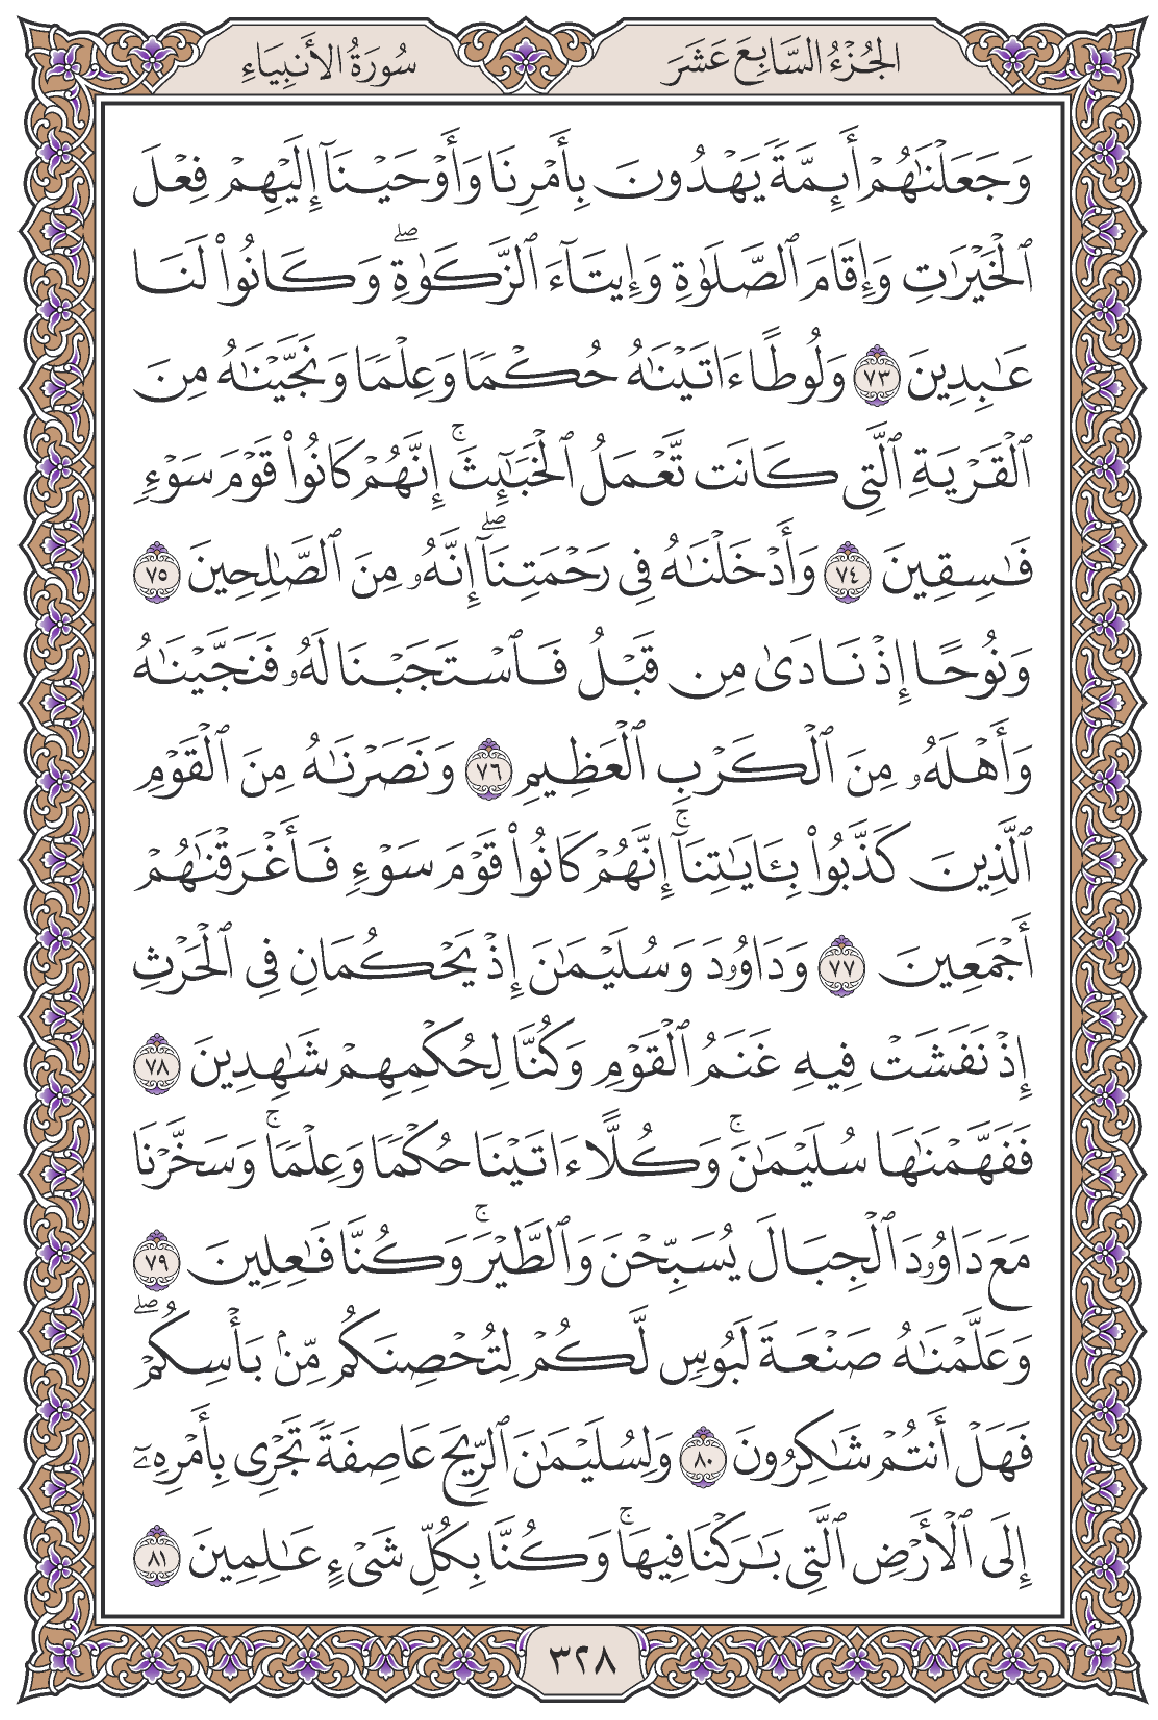 الجُزْءُ السَّابِعَ عَشَرَ
سُورَةُ الأَنبِيَاءِ
وَجَعَلْنَٰهُمْ أَئِمَّةً يَهْدُونَ بِأَمْرِنَا وَأَوْحَيْنَآ إِلَيْهِمْ فِعْلَ
ٱلْخَيْرَٰتِ وَإِقَامَ ٱلصَّلَوٰةِ وَإِيتَآءَ ٱلزَّكَوٰةِۖ وَكَانُوا۟ لَنَا
عَٰبِدِينَ ٧٣ وَلُوطًا ءَاتَيْنَٰهُ حُكْمًا وَعِلْمًا وَنَجَّيْنَٰهُ مِنَ
ٱلْقَرْيَةِ ٱلَّتِى كَانَت تَّعْمَلُ ٱلْخَبَٰٓئِثَۚ إِنَّهُمْ كَانُوا۟ قَوْمَ سَوْءٍ
فَٰسِقِينَ ٧٤ وَأَدْخَلْنَٰهُ فِى رَحْمَتِنَآۖ إِنَّهُۥ مِنَ ٱلصَّٰلِحِينَ ٧٥
وَنُوحًا إِذْ نَادَىٰ مِن قَبْلُ فَٱسْتَجَبْنَا لَهُۥ فَنَجَّيْنَٰهُ
وَأَهْلَهُۥ مِنَ ٱلْكَرْبِ ٱلْعَظِيمِ ٧٦ وَنَصَرْنَٰهُ مِنَ ٱلْقَوْمِ
ٱلَّذِينَ كَذَّبُوا۟ بِـَٔايَٰتِنَآۚ إِنَّهُمْ كَانُوا۟ قَوْمَ سَوْءٍ فَأَغْرَقْنَٰهُمْ
أَجْمَعِينَ ٧٧ وَدَاوُۥدَ وَسُلَيْمَٰنَ إِذْ يَحْكُمَانِ فِى ٱلْحَرْثِ
إِذْ نَفَشَتْ فِيهِ غَنَمُ ٱلْقَوْمِ وَكُنَّا لِحُكْمِهِمْ شَٰهِدِينَ ٧٨
فَفَهَّمْنَٰهَا سُلَيْمَٰنَۚ وَكُلًّا ءَاتَيْنَا حُكْمًا وَعِلْمًاۚ وَسَخَّرْنَا
مَعَ دَاوُۥدَ ٱلْجِبَالَ يُسَبِّحْنَ وَٱلطَّيْرَۚ وَكُنَّا فَٰعِلِينَ ٧٩
وَعَلَّمْنَٰهُ صَنْعَةَ لَبُوسٍ لَّكُمْ لِتُحْصِنَكُم مِّنۢ بَأْسِكُمْۖ
فَهَلْ أَنتُمْ شَٰكِرُونَ ٨٠ وَلِسُلَيْمَٰنَ ٱلرِّيحَ عَاصِفَةً تَجْرِى بِأَمْرِهِۦٓ
إِلَى ٱلْأَرْضِ ٱلَّتِى بَٰرَكْنَا فِيهَاۚ وَكُنَّا بِكُلِّ شَىْءٍ عَٰلِمِينَ ٨١
٣٢٨